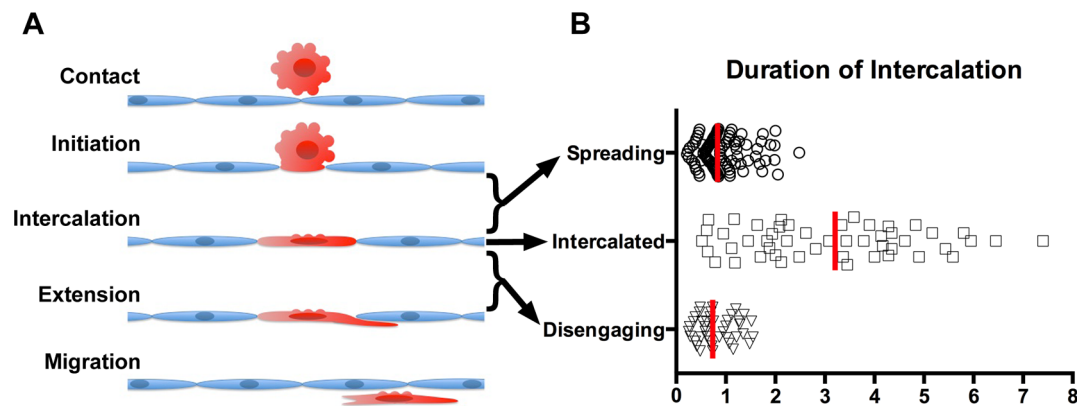 A
Contact
Initiation
Intercalation
Extension
Migration
B
Duration of Intercalation
Spreading
Intercalated
Disengaging
0 1 2 3 4 5 6 7 8